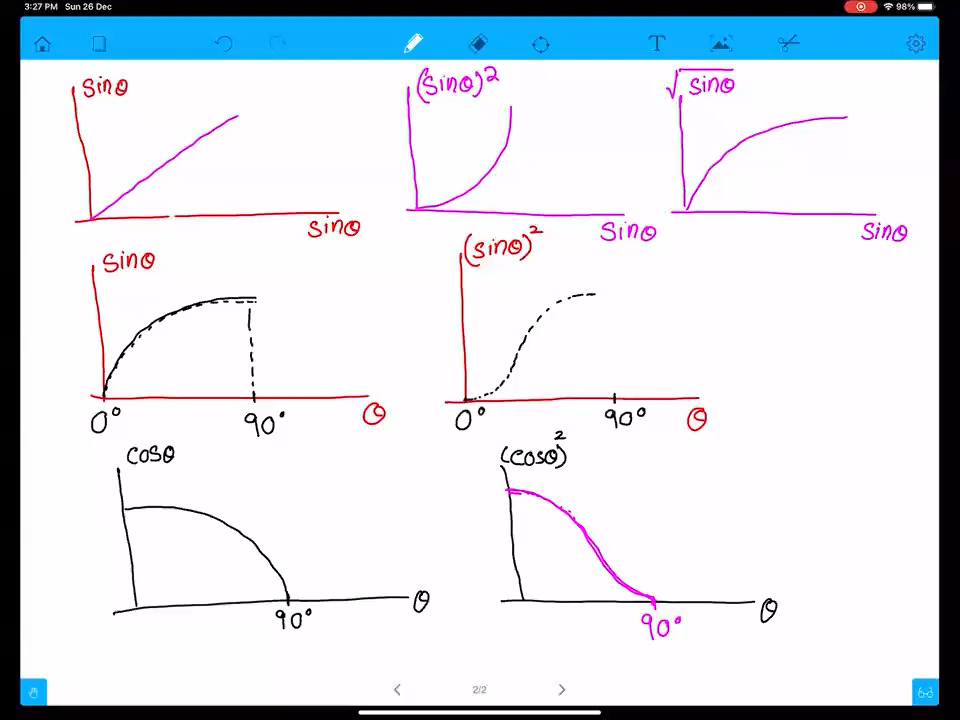 3:27 PM Sun 26 Dec 98%
T
sinθ (sinθ)² √sinθ
sinθ sinθ sinθ
sinθ (sinθ)²
0° 90° θ 0° 90° θ
cosθ (cosθ)²
90° θ 90° θ
2/2